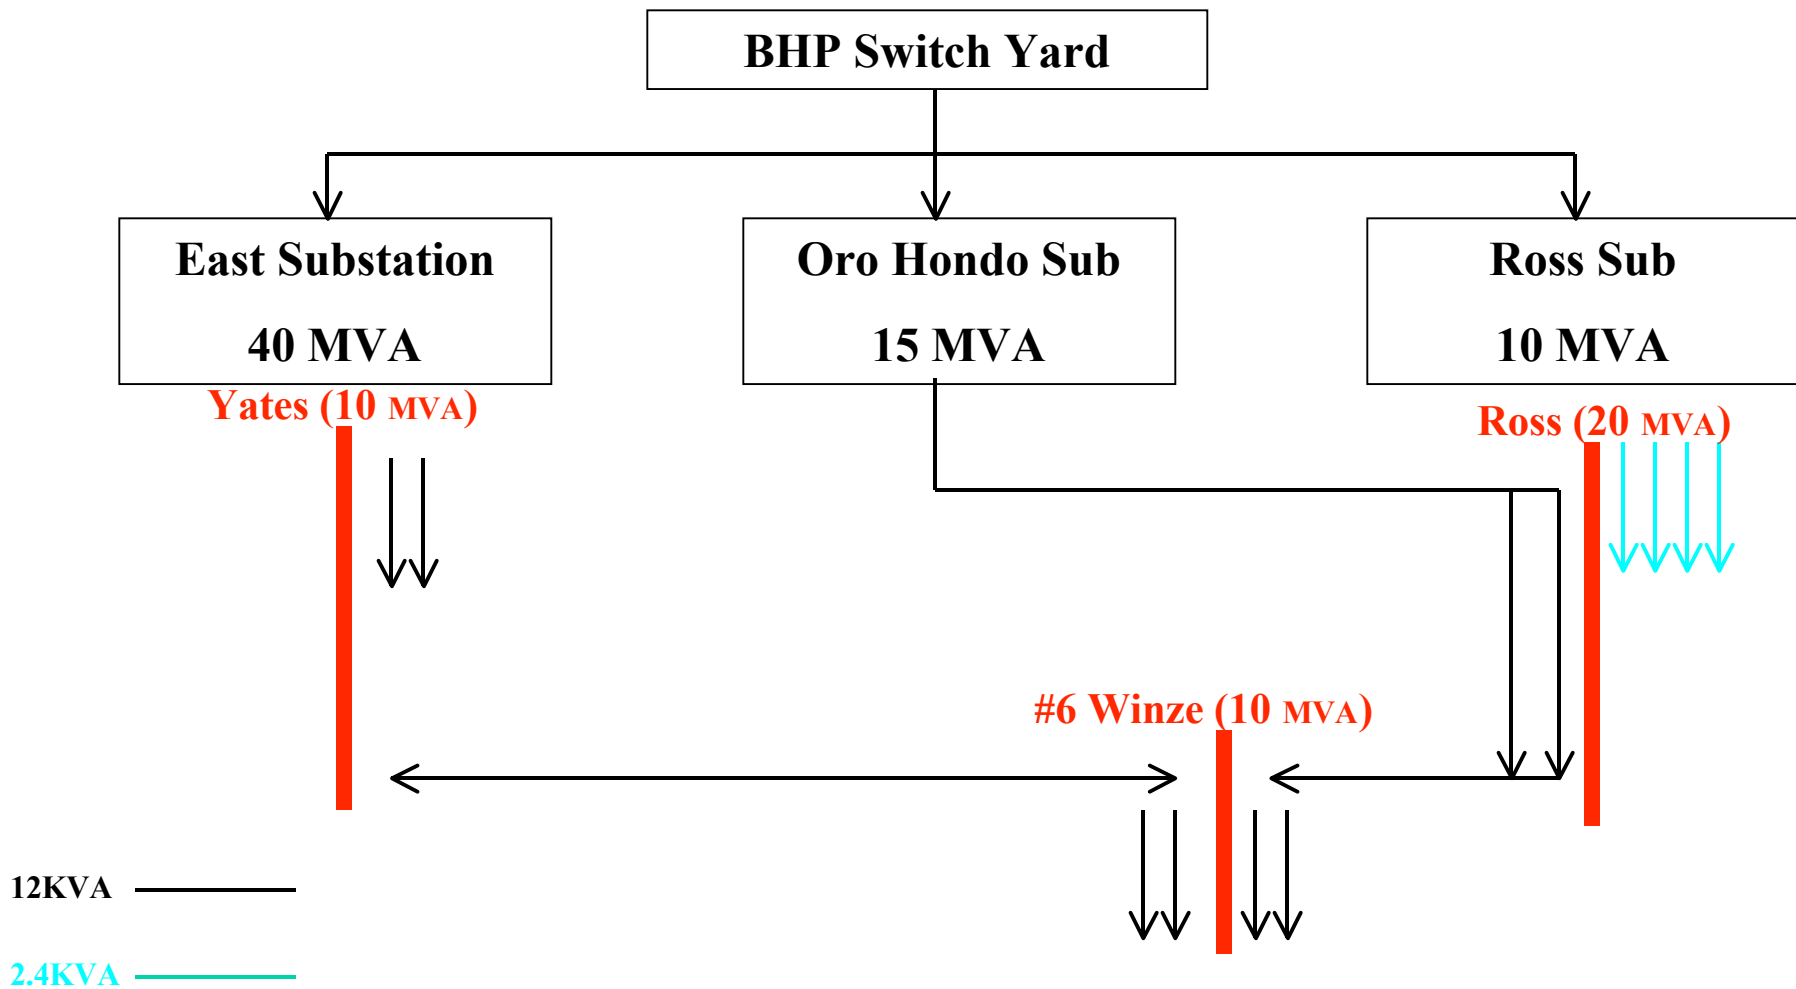 BHP Switch Yard
East Substation
40 MVA
Oro Hondo Sub
15 MVA
Ross Sub
10 MVA
Yates (10 MVA)
Ross (20 MVA)
#6 Winze (10 MVA)
12KVA
2.4KVA